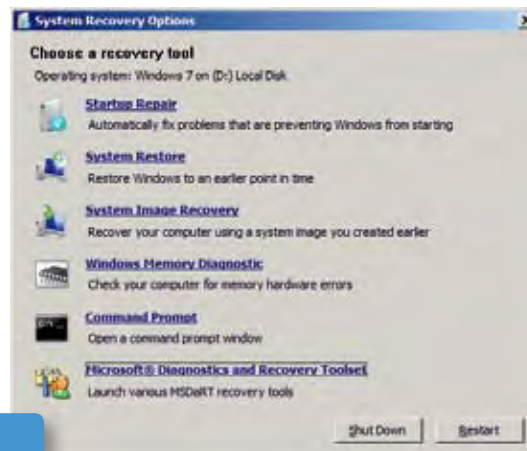 System Recovery Options
Choose a recovery tool
Operating system: Windows 7 on (D:) Local Disk
Startup Repair
Automatically fix problems that are preventing Windows from starting
System Restore
Restore Windows to an earlier point in time
System Image Recovery
Recover your computer using a system image you created earlier
Windows Memory Diagnostic
Check your computer for memory hardware errors
Command Prompt
Open a command prompt window
Microsoft® Diagnostics and Recovery Toolset
Launch various MSDaRT recovery tools
Shut Down Restart